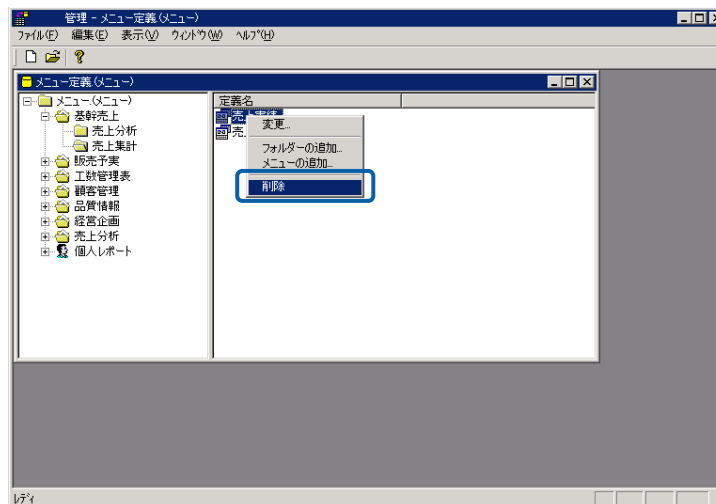 管理 - メニュー定義(メニュー)
ファイル(F) 編集(E) 表示(V) ウィンドウ(W) ヘルプ(H)
メニュー定義.(メニュー)
メニュー.(メニュー)
基幹売上
売上分析
売上集計
販売予実
工数管理表
顧客管理
品質情報
経営企画
売上分析
個人レポート
定義名
売上実績
売
変更...
フォルダーの追加...
メニューの追加...
削除
レディ